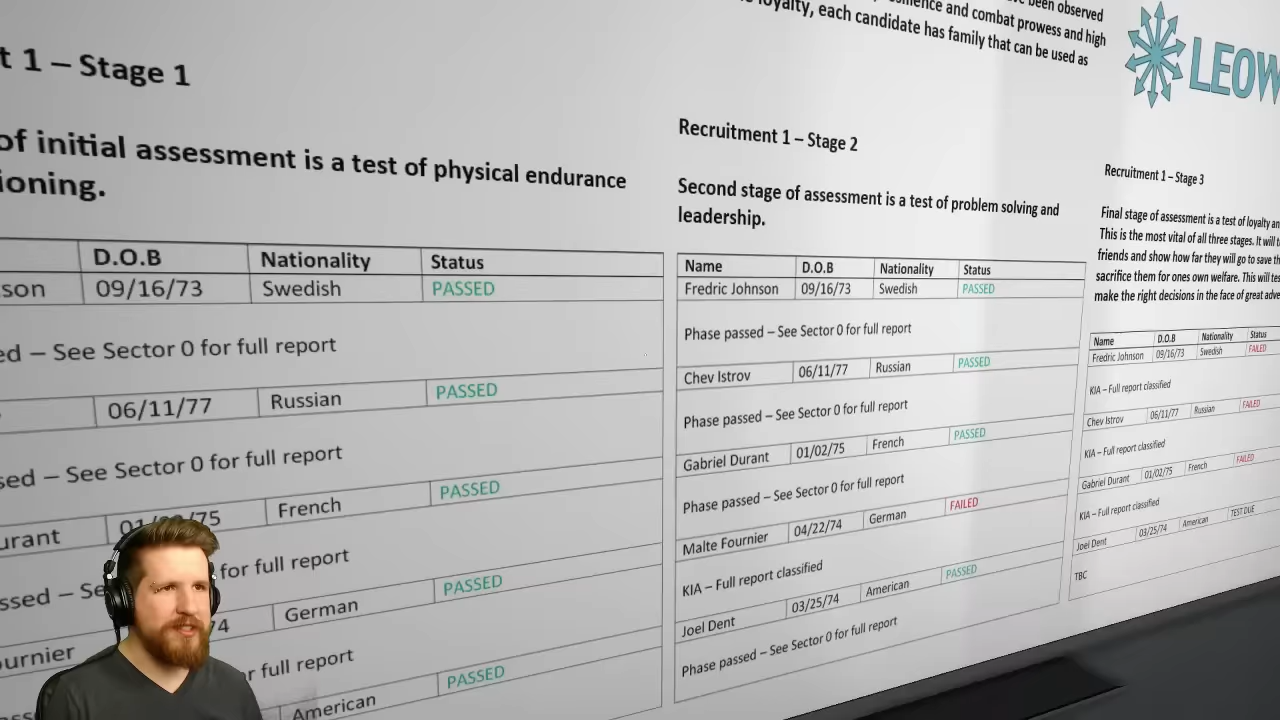 been observed
and combat prowess and high
loyalty, each candidate has family that can be used as
t 1 – Stage 1
of initial assessment is a test of physical endurance
ioning.
D.O.B Nationality Status
son 09/16/73 Swedish PASSED
ed – See Sector 0 for full report
06/11/77 Russian PASSED
sed – See Sector 0 for full report
urant 75 French PASSED
ssed – Se for full report
ournier 74 German PASSED
r full report
American PASSED
Recruitment 1 – Stage 2
Second stage of assessment is a test of problem solving and
leadership.
Name D.O.B Nationality Status
Fredric Johnson 09/16/73 Swedish PASSED
Phase passed – See Sector 0 for full report
Chev Istrov 06/11/77 Russian PASSED
Phase passed – See Sector 0 for full report
Gabriel Durant 01/02/75 French PASSED
Phase passed – See Sector 0 for full report
Malte Fournier 04/22/74 German FAILED
KIA – Full report classified
Joel Dent 03/25/74 American PASSED
Phase passed – See Sector 0 for full report
LEOW
Recruitment 1 – Stage 3
Final stage of assessment is a test of loyalty an
This is the most vital of all three stages. It will t
friends and show how far they will go to save th
sacrifice them for ones own welfare. This will tes
make the right decisions in the face of great adve
Name D.O.B Nationality Status
Fredric Johnson 09/16/73 Swedish FAILED
KIA – Full report classified
Chev Istrov 06/11/77 Russian FAILED
KIA – Full report classified
Gabriel Durant 01/02/75 French FAILED
KIA – Full report classified
Joel Dent 03/25/74 American TEST DUE
TBC